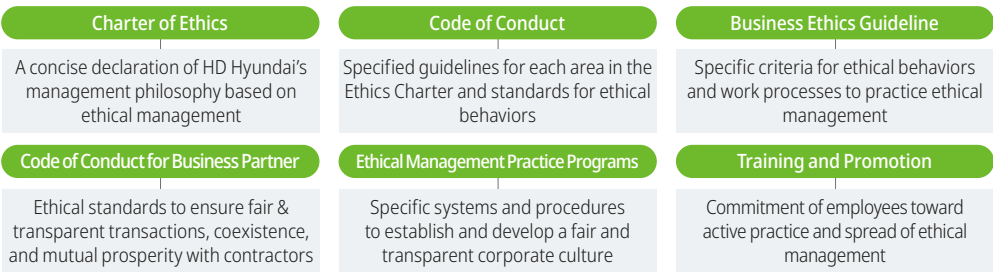 Charter of Ethics
A concise declaration of HD Hyundai's
management philosophy based on
ethical management
Code of Conduct
Specified guidelines for each area in the
Ethics Charter and standards for ethical
behaviors
Business Ethics Guideline
Specific criteria for ethical behaviors
and work processes to practice ethical
management
Code of Conduct for Business Partner
Ethical standards to ensure fair &
transparent transactions, coexistence,
and mutual prosperity with contractors
Ethical Management Practice Programs
Specific systems and procedures
to establish and develop a fair and
transparent corporate culture
Training and Promotion
Commitment of employees toward
active practice and spread of ethical
management